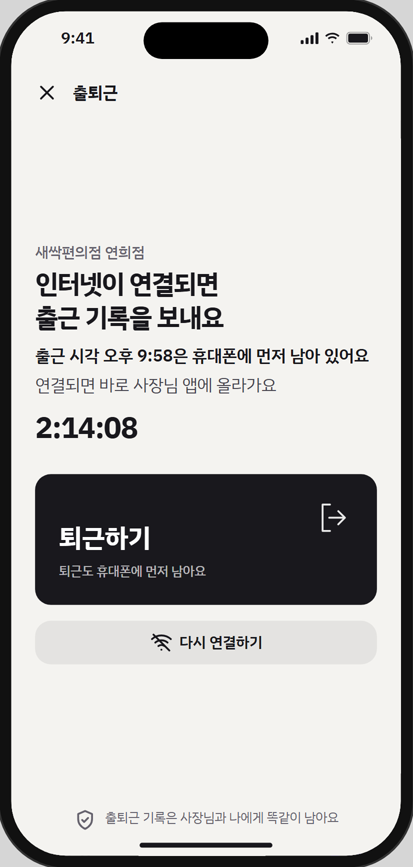 9:41
출퇴근
새싹편의점 연희점
인터넷이 연결되면
출근 기록을 보내요
출근 시각 오후 9:58은 휴대폰에 먼저 남아 있어요
연결되면 바로 사장님 앱에 올라가요
2:14:08
퇴근하기
퇴근도 휴대폰에 먼저 남아요
다시 연결하기
출퇴근 기록은 사장님과 나에게 똑같이 남아요